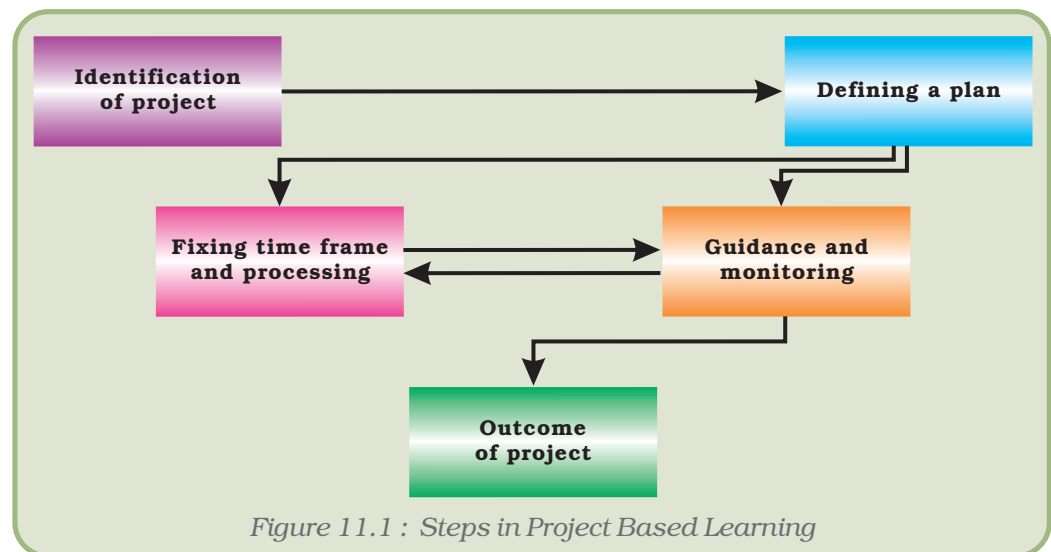 Identification
of project
Defining a plan
Fixing time frame
and processing
Guidance and
monitoring
Outcome
of project
Figure 11.1 : Steps in Project Based Learning